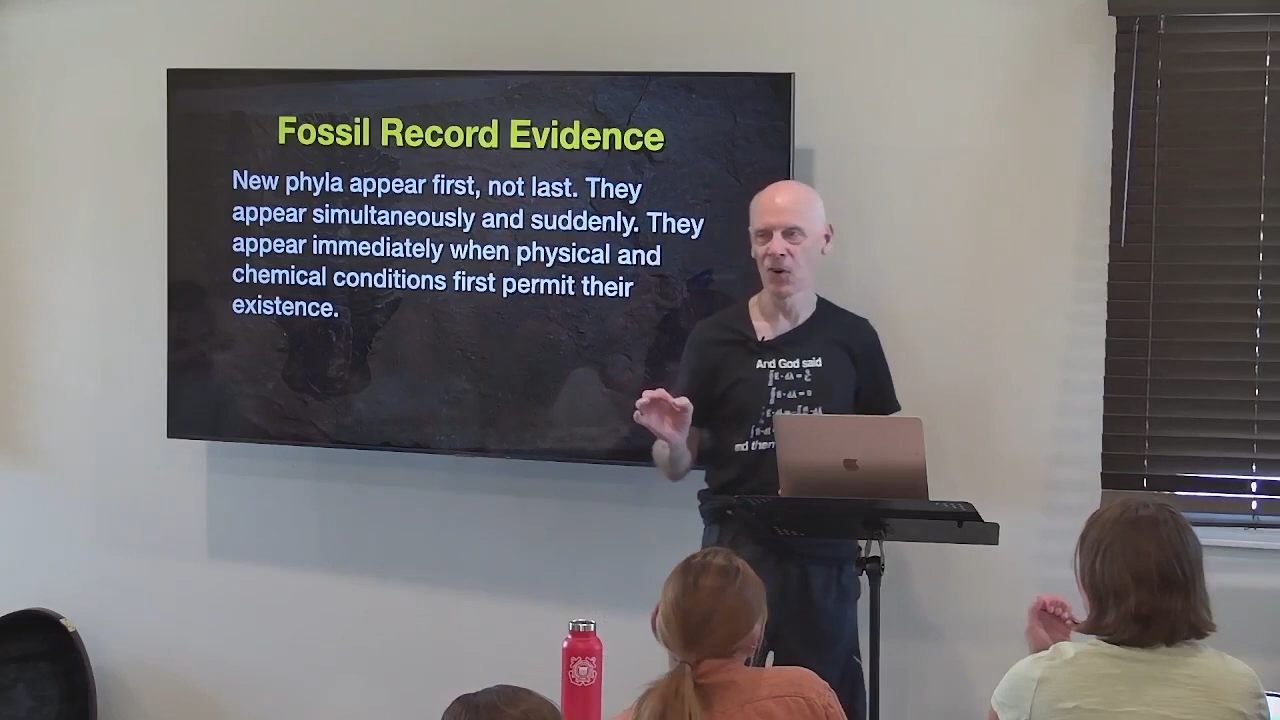 Fossil Record Evidence
New phyla appear first, not last. They
appear simultaneously and suddenly. They
appear immediately when physical and
chemical conditions first permit their
existence.
And God said